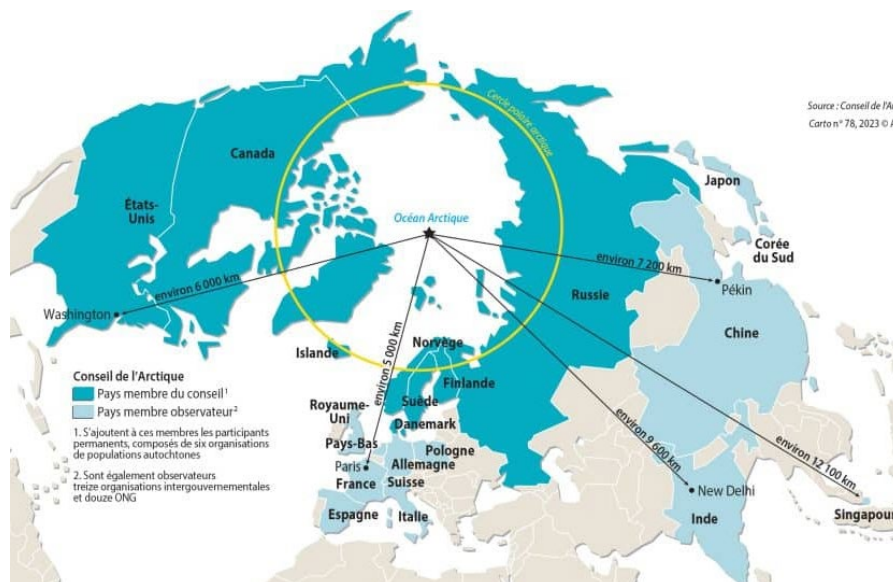 Cercle polaire arctique
Source : Conseil de l'A
Carto n° 78, 2023 © A
Canada
États-
Unis
Océan Arctique
Japon
Corée
du Sud
environ 7 200 km
environ 6 000 km
Washington
Russie
Pékin
Chine
Islande
Norvège
environ 5 000 km
Finlande
Suède
Danemark
Conseil de l'Arctique
Pays membre du conseil¹
Pays membre observateur²
1. S'ajoutent à ces membres les participants
permanents, composés de six organisations
de populations autochtones
2. Sont également observateurs
treize organisations intergouvernementales
et douze ONG
Royaume-
Uni
Pays-Bas
Pologne
Paris
Allemagne
France
Suisse
Espagne
Italie
environ 9 600 km
environ 12 100 km
New Delhi
Inde
Singapour